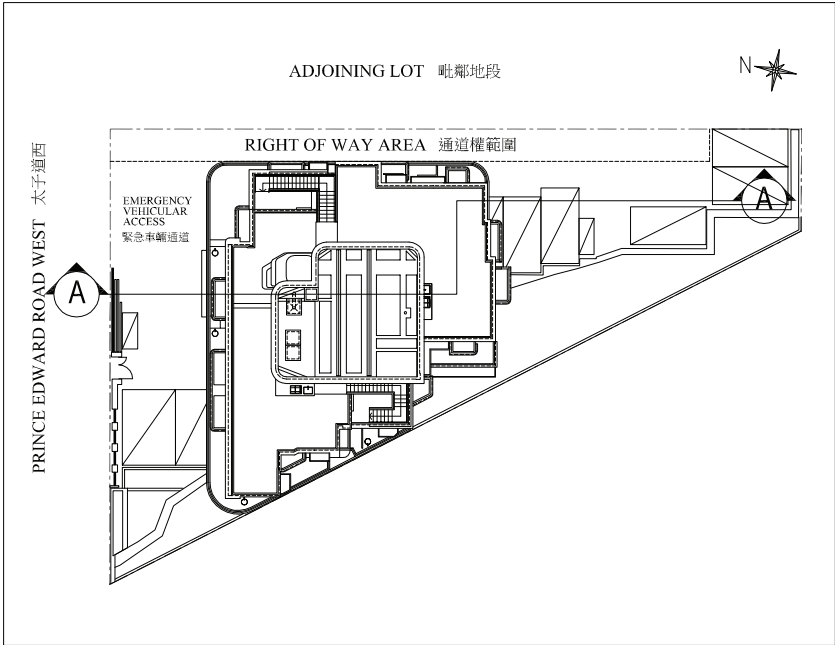 ADJOINING LOT 毗鄰地段
N
RIGHT OF WAY AREA 通道權範圍
EMERGENCY
VEHICULAR
ACCESS
緊急車輛通道
PRINCE EDWARD ROAD WEST 太子道西
A
A